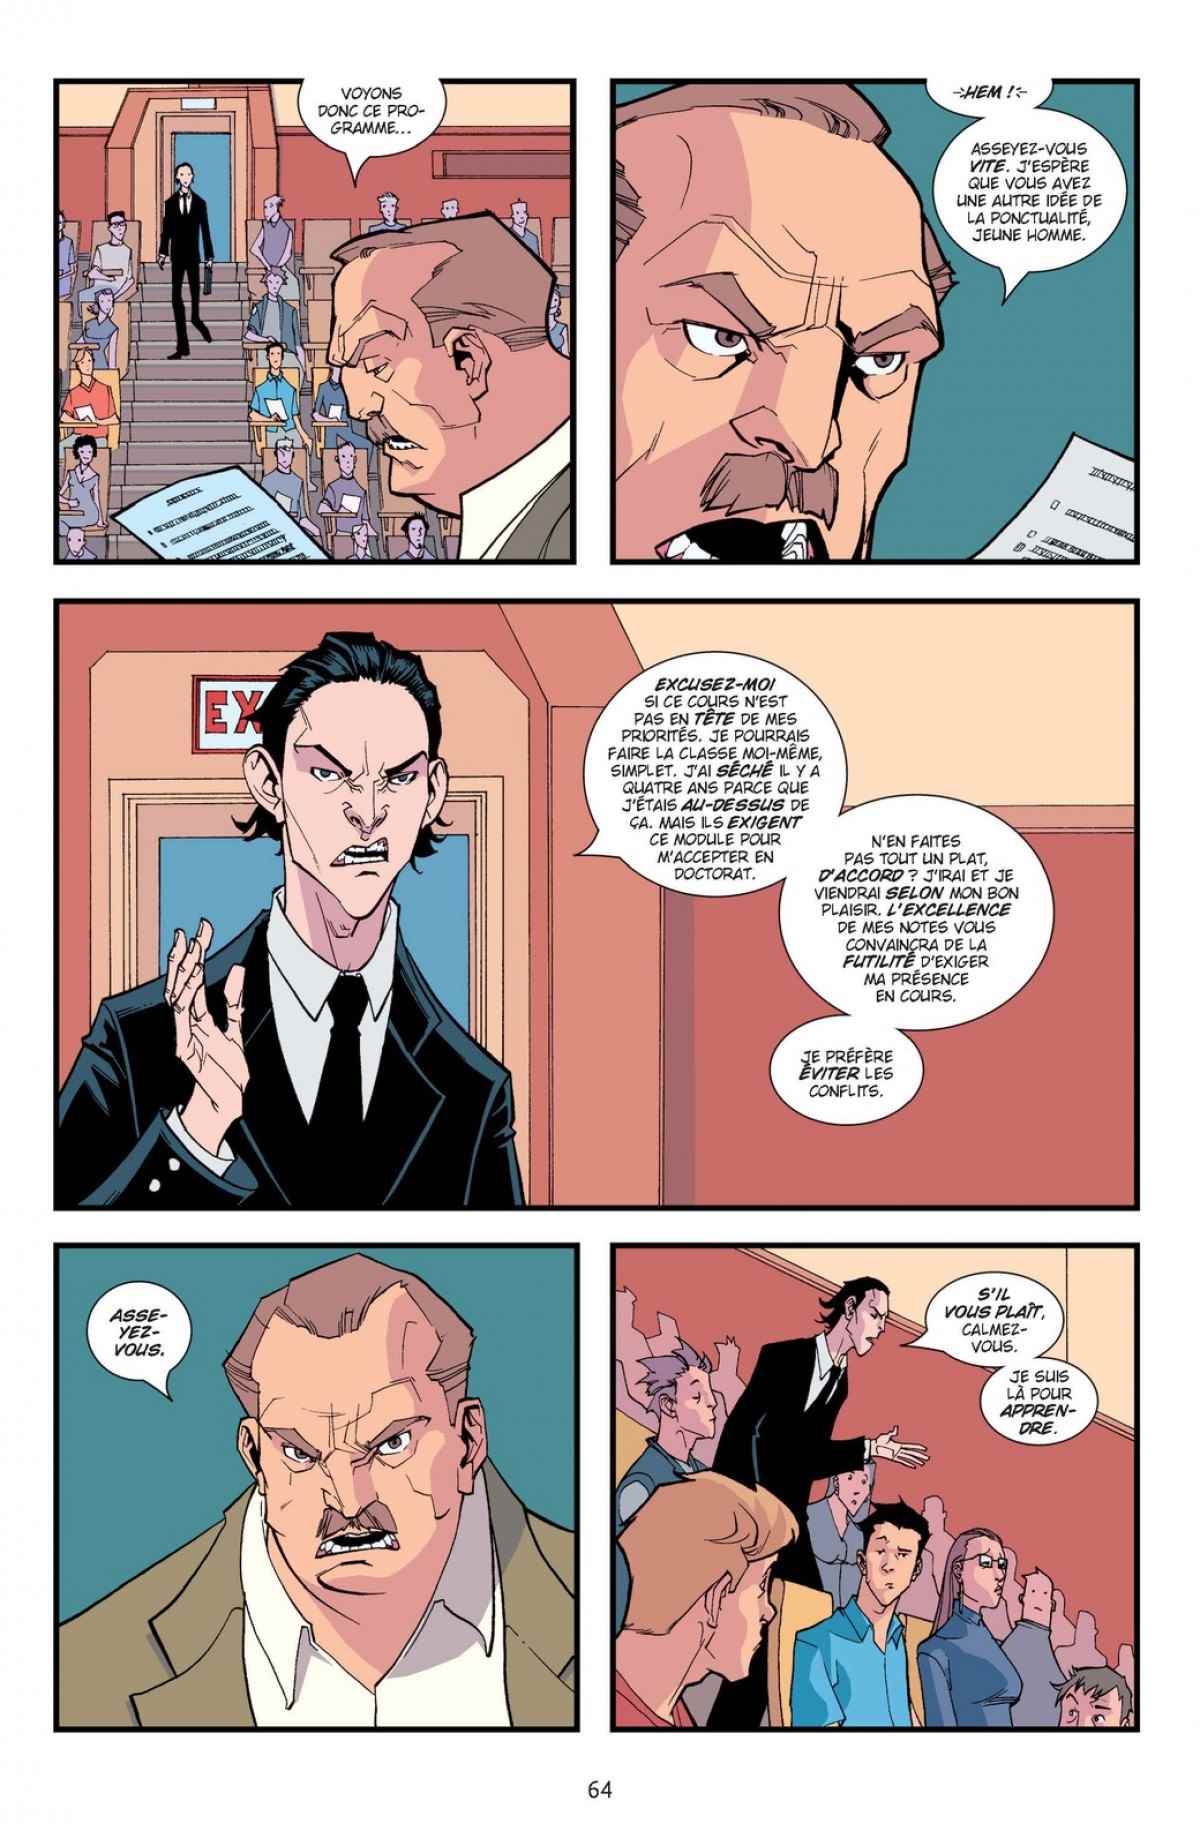 VOYONS
DONC CE PRO-
GRAMME...
HEM !
ASSEYEZ-VOUS
VITE. J'ESPÈRE
QUE VOUS AVEZ
UNE AUTRE IDÉE DE
LA PONCTUALITÉ,
JEUNE HOMME.
EX
EXCUSEZ-MOI
SI CE COURS N'EST
PAS EN TÊTE DE MES
PRIORITÉS. JE POURRAIS
FAIRE LA CLASSE MOI-MÊME,
SIMPLET. J'AI SÉCHÉ IL Y A
QUATRE ANS PARCE QUE
J'ÉTAIS AU-DESSUS DE
ÇA. MAIS ILS EXIGENT
CE MODULE POUR
M'ACCEPTER EN
DOCTORAT.
N'EN FAITES
PAS TOUT UN PLAT,
D'ACCORD ? J'IRAI ET JE
VIENDRAI SELON MON BON
PLAISIR. L'EXCELLENCE
DE MES NOTES VOUS
CONVAINCRA DE LA
FUTILITÉ D'EXIGER
MA PRÉSENCE
EN COURS.
JE PRÉFÈRE
ÉVITER LES
CONFLITS.
ASSE-
YEZ-
VOUS.
S'IL
VOUS PLAÎT,
CALMEZ-
VOUS.
JE SUIS
LÀ POUR
APPREN-
DRE.
64